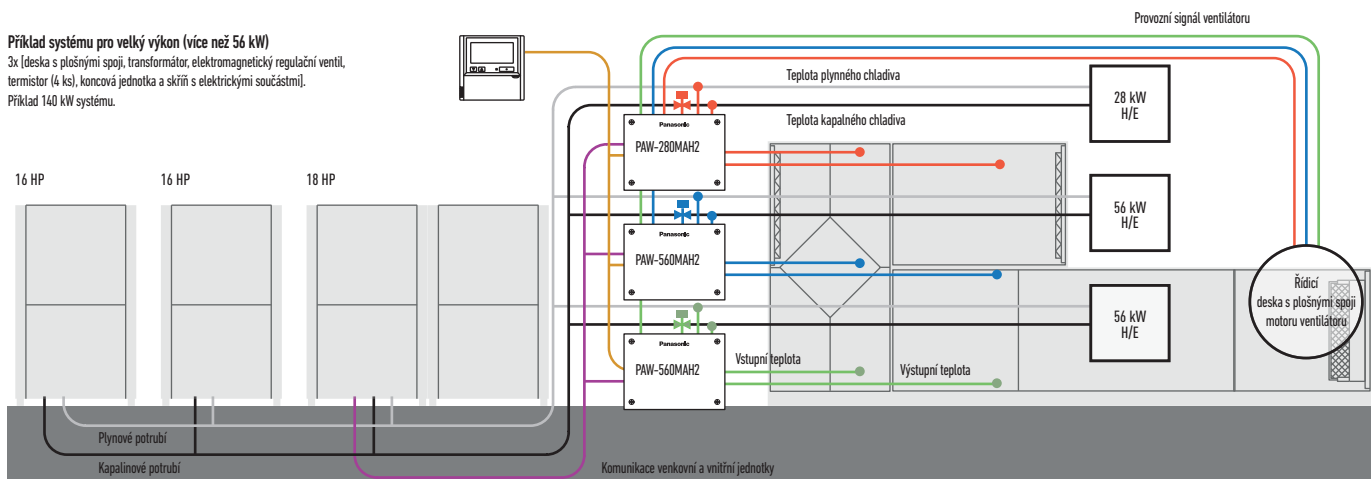 Příklad systému pro velký výkon (více než 56 kW)
3x [deska s plošnými spoji, transformátor, elektromagnetický regulační ventil,
termistor (4 ks), koncová jednotka a skříň s elektrickými součástmi].
Příklad 140 kW systému.
Provozní signál ventilátoru
Teplota plynného chladiva
Teplota kapalného chladiva
28 kW
H/E
Panasonic
PAW-280MAH2
16 HP
16 HP
18 HP
56 kW
H/E
Panasonic
PAW-560MAH2
Řídicí
deska s plošnými spoji
motoru ventilátoru
56 kW
H/E
Panasonic
PAW-560MAH2
Vstupní teplota
Výstupní teplota
Plynové potrubí
Kapalinové potrubí
Komunikace venkovní a vnitřní jednotky